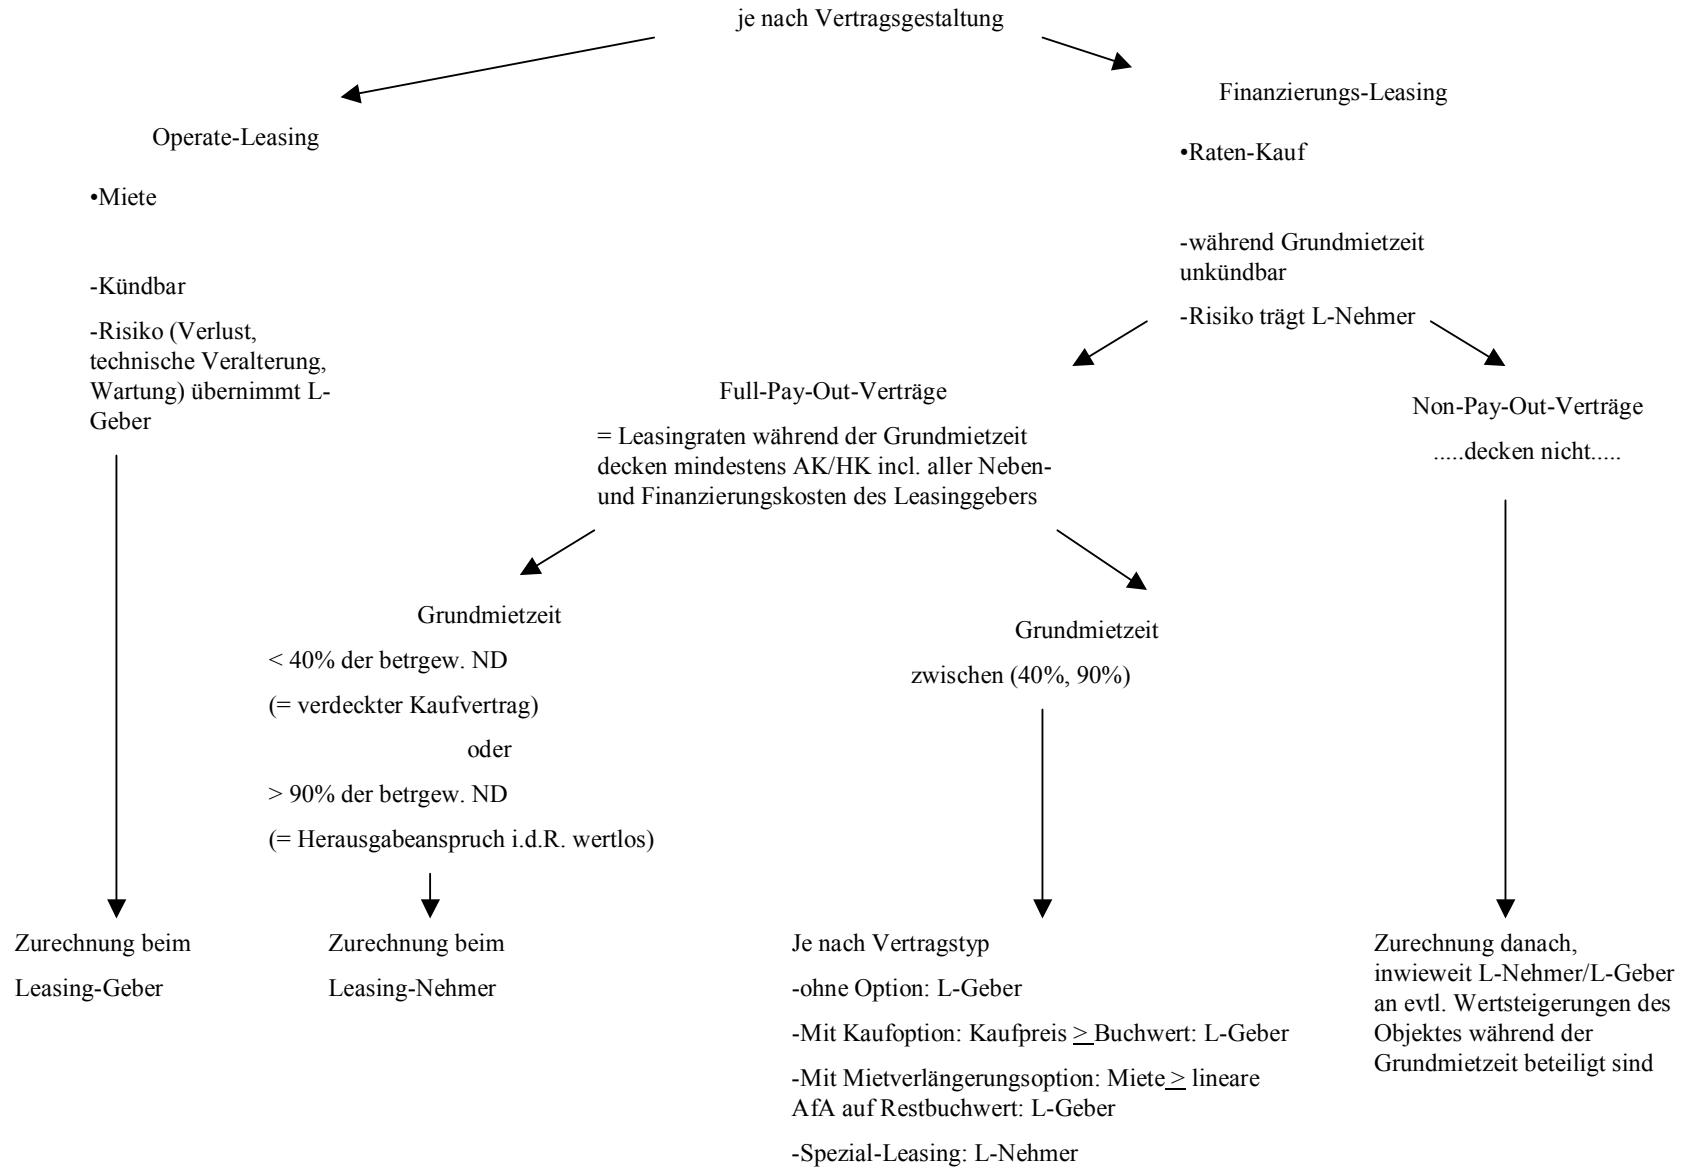 je nach Vertragsgestaltung
Operate-Leasing
•Miete
-Kündbar
-Risiko (Verlust,
technische Veralterung,
Wartung) übernimmt L-
Geber
Finanzierungs-Leasing
•Raten-Kauf
-während Grundmietzeit
unkündbar
-Risiko trägt L-Nehmer
Full-Pay-Out-Verträge
= Leasingraten während der Grundmietzeit
decken mindestens AK/HK incl. aller Neben-
und Finanzierungskosten des Leasinggebers
Non-Pay-Out-Verträge
.....decken nicht.....
Grundmietzeit
< 40% der betrgew. ND
(= verdeckter Kaufvertrag)
oder
> 90% der betrgew. ND
(= Herausgabeanspruch i.d.R. wertlos)
Grundmietzeit
zwischen (40%, 90%)
Zurechnung beim
Leasing-Geber
Zurechnung beim
Leasing-Nehmer
Je nach Vertragstyp
-ohne Option: L-Geber
-Mit Kaufoption: Kaufpreis > Buchwert: L-Geber
-Mit Mietverlängerungsoption: Miete > lineare
AfA auf Restbuchwert: L-Geber
-Spezial-Leasing: L-Nehmer
Zurechnung danach,
inwieweit L-Nehmer/L-Geber
an evtl. Wertsteigerungen des
Objektes während der
Grundmietzeit beteiligt sind